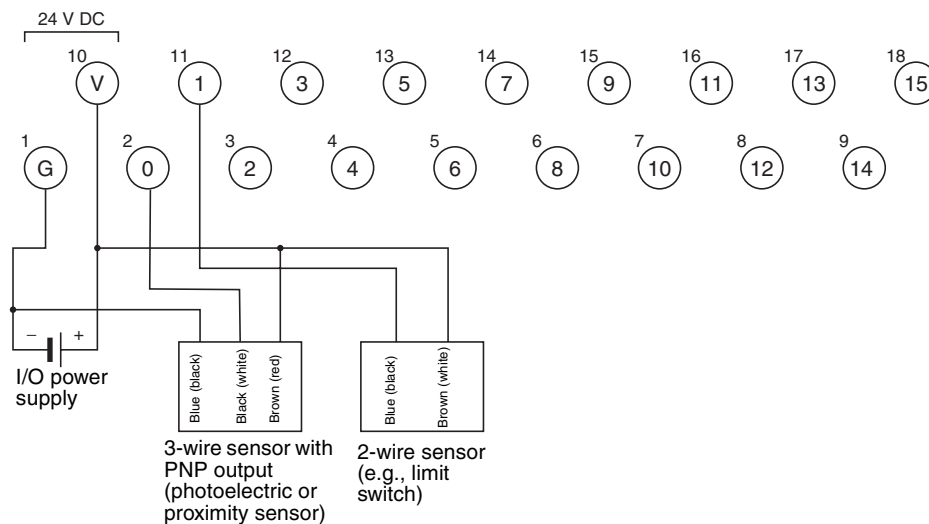 24 V DC
10 11 12 13 14 15 16 17 18
V 1 3 5 7 9 11 13 15
1 2 3 4 5 6 7 8 9
G 0 2 4 6 8 10 12 14
− +
I/O power
supply
Blue (black)
Black (white)
Brown (red)
Blue (black)
Brown (white)
3-wire sensor with
PNP output
(photoelectric or
proximity sensor)
2-wire sensor
(e.g., limit
switch)